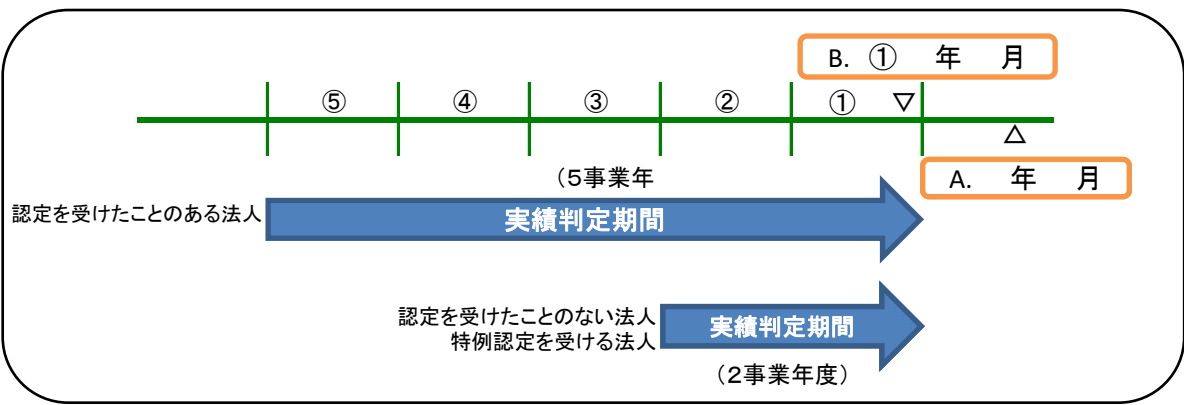 B. ① 年 月
⑤ ④ ③ ② ① ▽
△
(5事業年
A. 年 月
認定を受けたことのある法人
実績判定期間
認定を受けたことのない法人
特例認定を受ける法人
実績判定期間
(2事業年度)